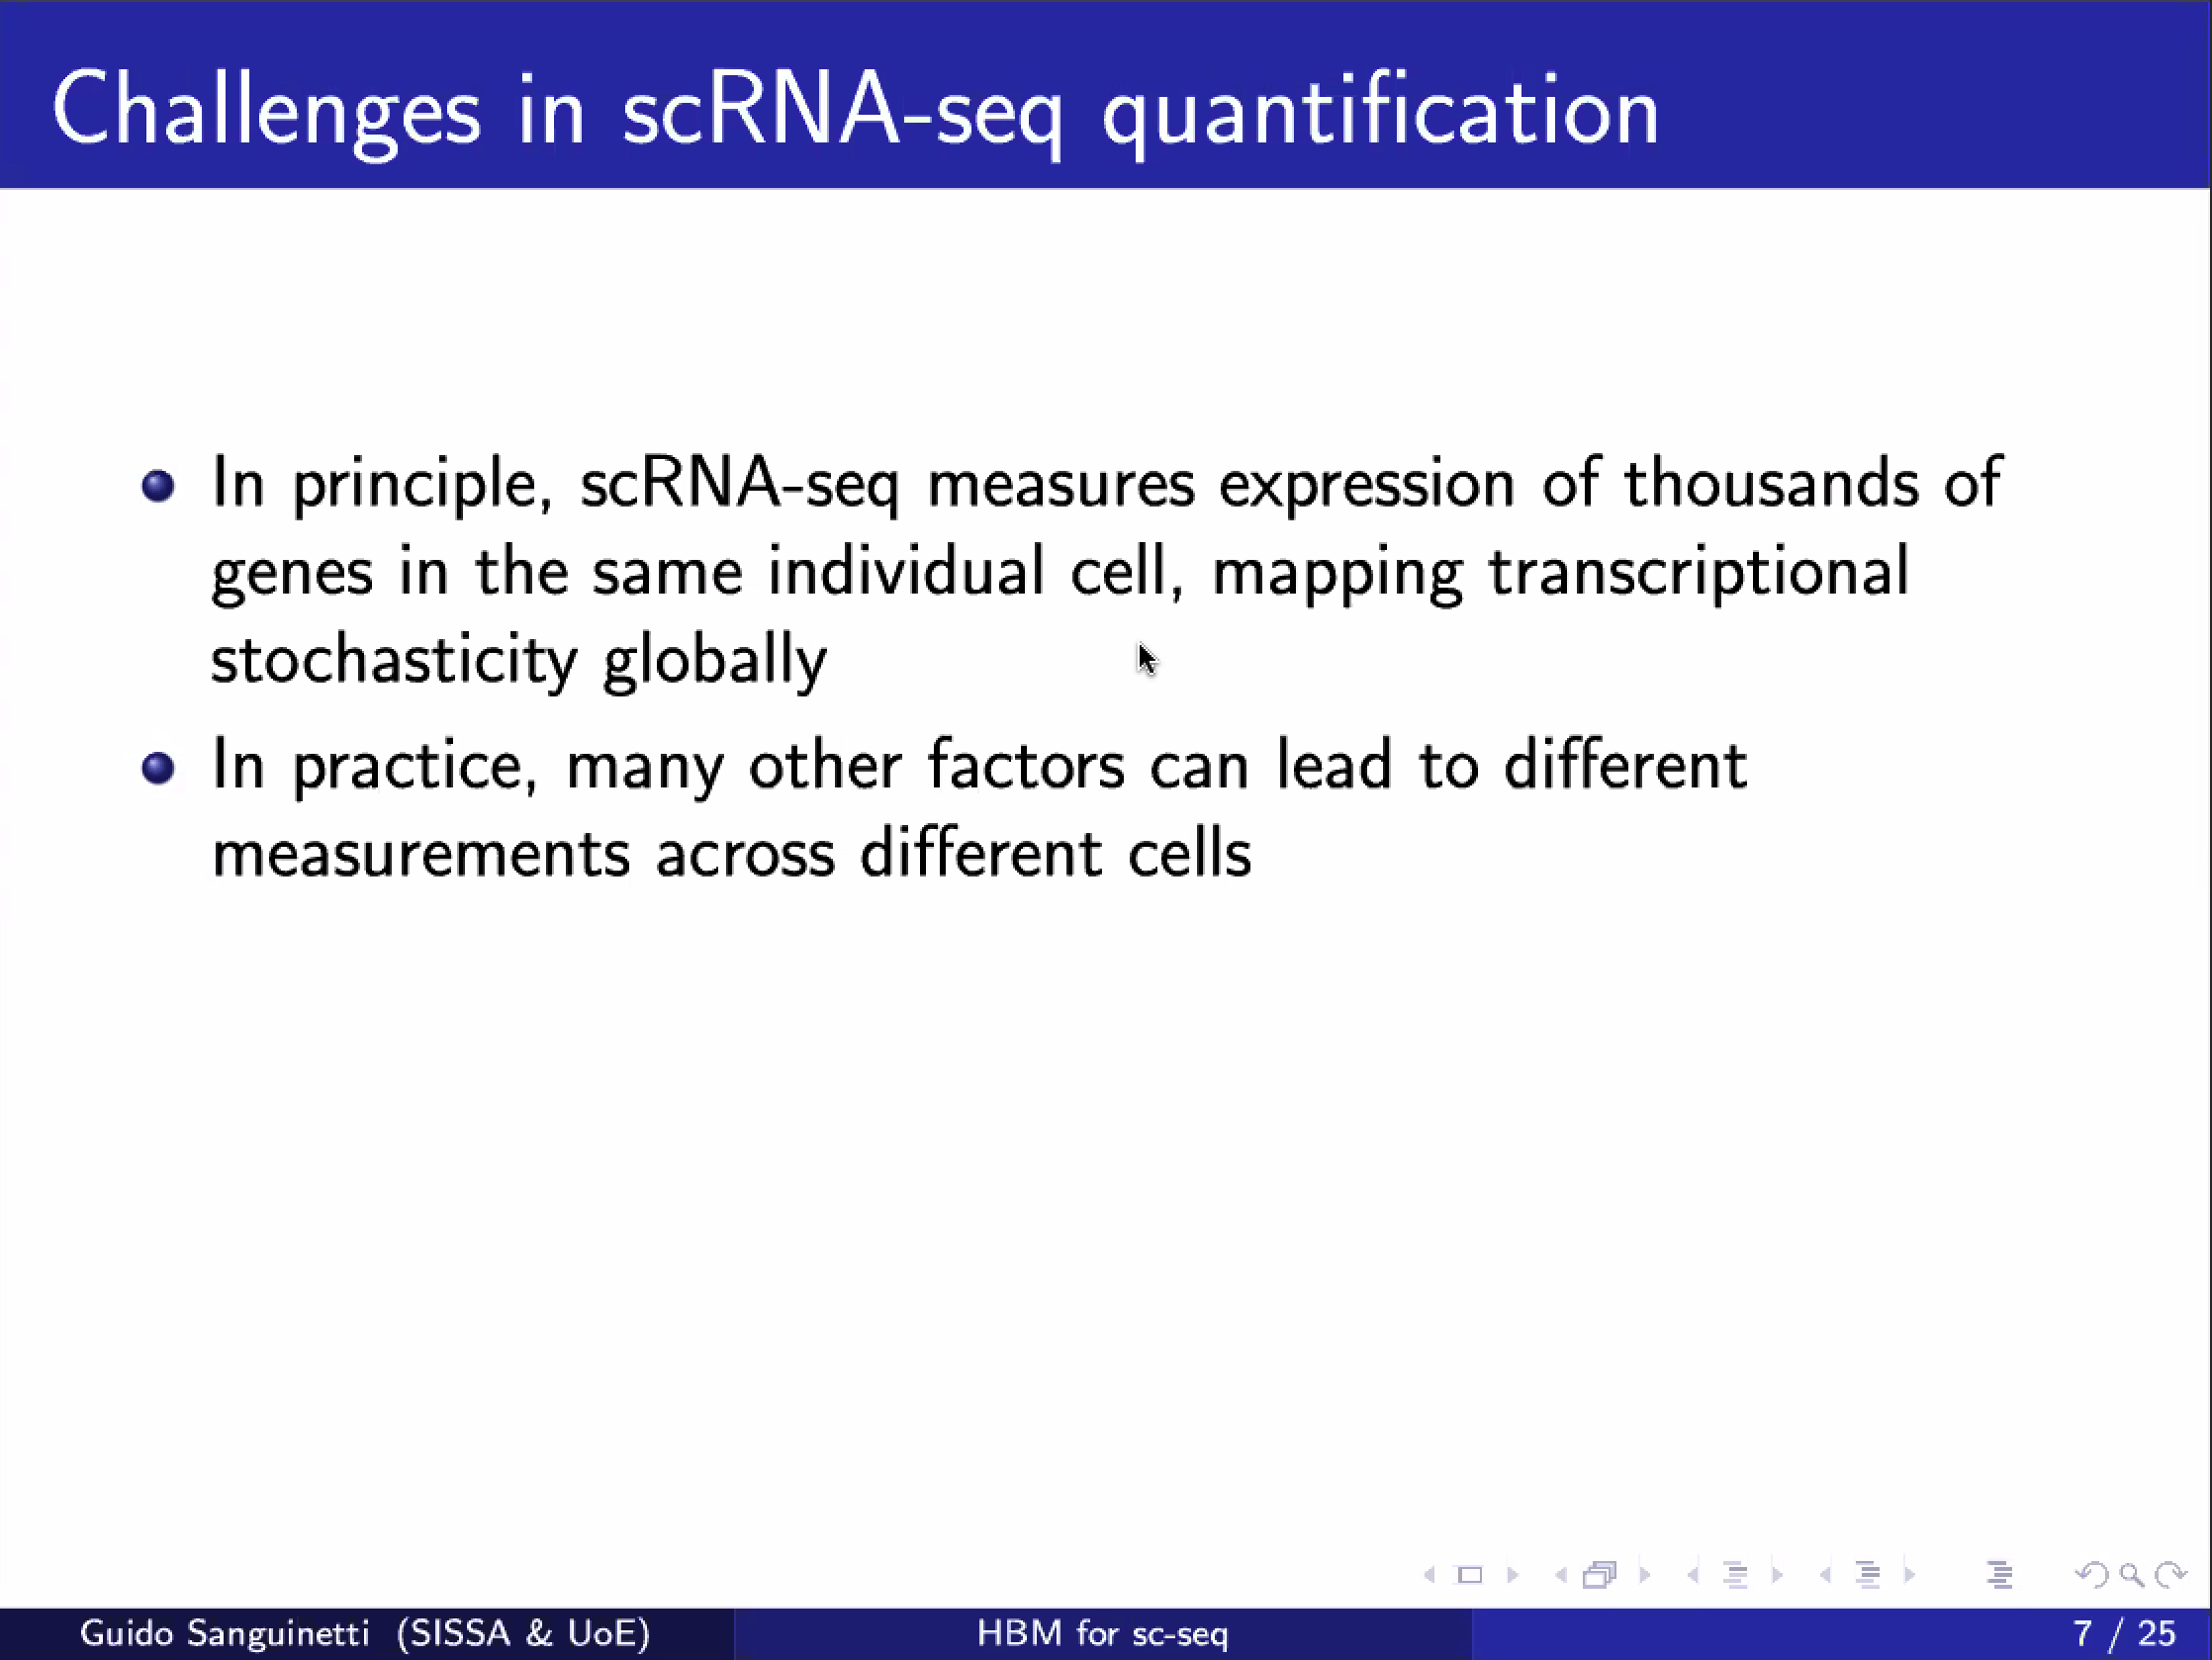 Challenges in scRNA-seq quantification
In principle, scRNA-seq measures expression of thousands of
genes in the same individual cell, mapping transcriptional
stochasticity globally
In practice, many other factors can lead to different
measurements across different cells
Guido Sanguinetti (SISSA & UoE)
HBM for sc-seq
7 / 25